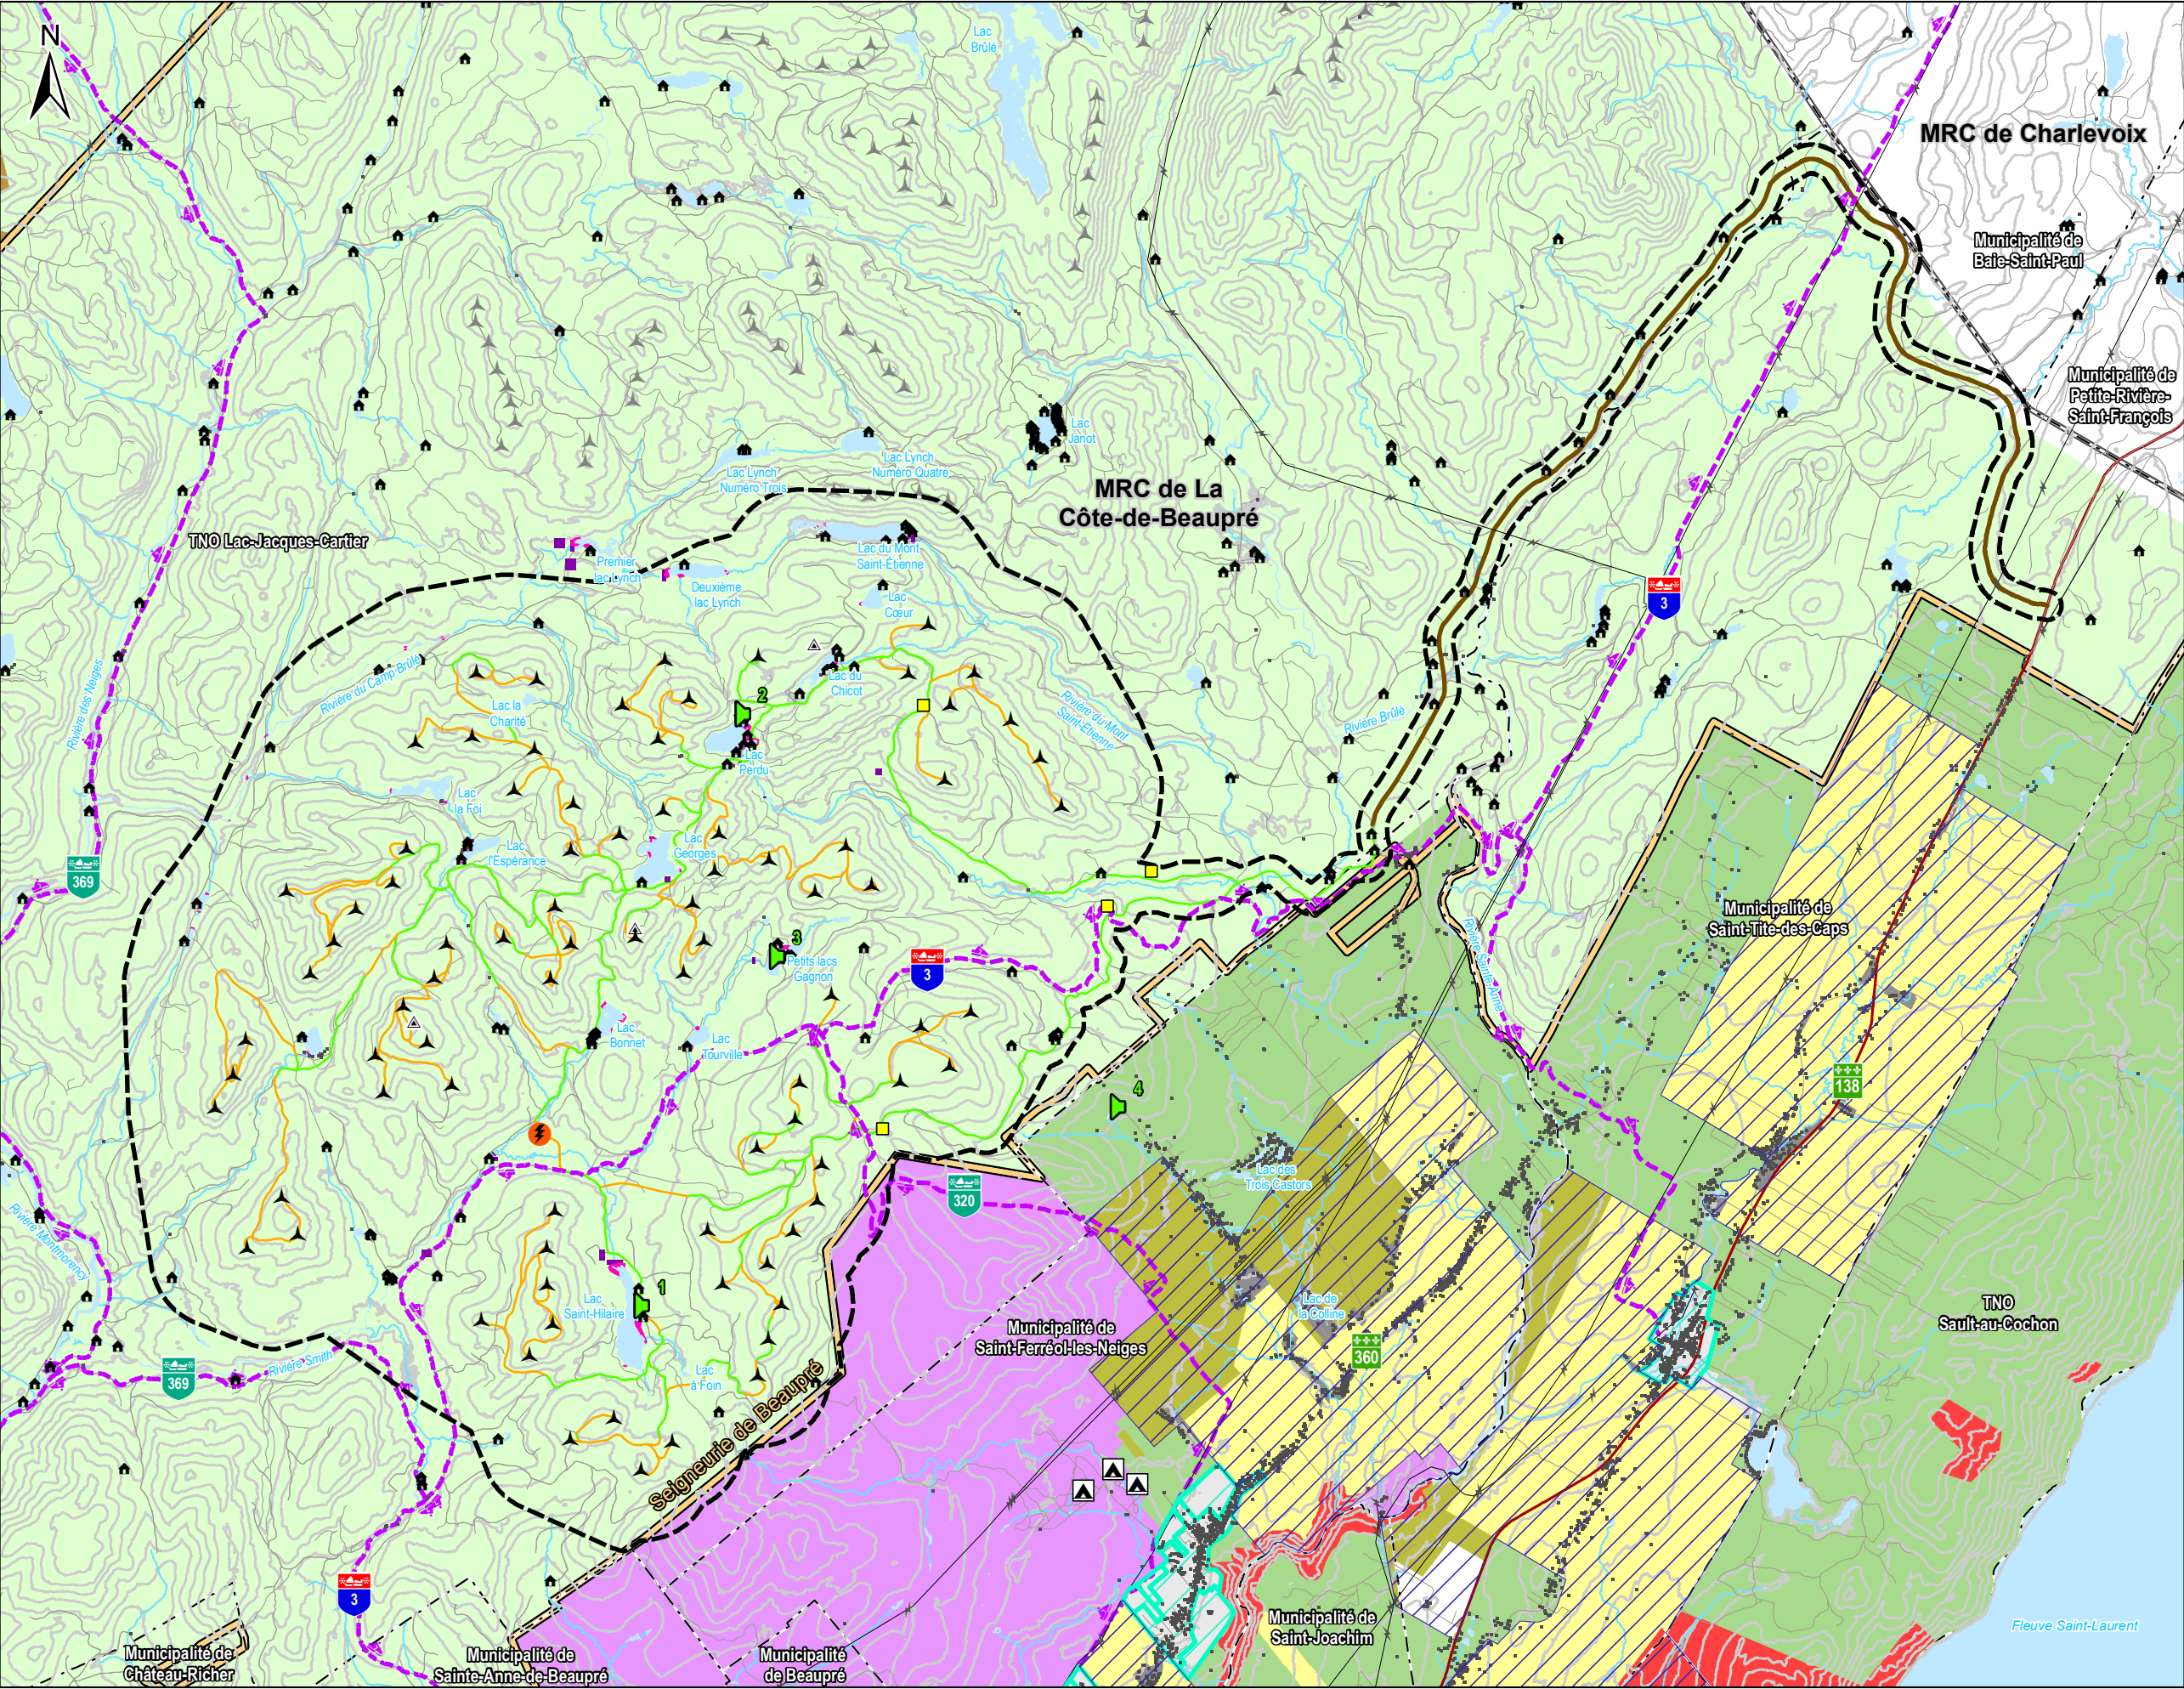 N
Lac
Brûlé
MRC de Charlevoix
Municipalité de
Baie-Saint-Paul
Municipalité de
Petite-Rivière-
Saint-François
Lac
Janot
Lac Lynch
Numéro Quatre
Lac Lynch
Numéro Trois
MRC de La
Côte-de-Beaupré
TNO Lac-Jacques-Cartier
Premier
lac Lynch
Lac du Mont
Saint-Étienne
Deuxième
lac Lynch
Lac
Cœur
3
Rivière des Neiges
Rivière du Camp Brûlé
Lac du
Chicot
2
Lac la
Charité
Rivière du Mont
Saint-Étienne
Rivière Brûlé
Lac
Perdu
Lac
la Foi
Lac
Georges
Lac
l'Espérance
369
Municipalité de
Saint-Tite-des-Caps
3
Petits lacs
Gagnon
3
Rivière Sainte-Anne
Lac
Bonnet
Lac
Tourville
138
4
Lac des
Trois Castors
320
Rivière Montmorency
1
Lac
Saint-Hilaire
Lac de
la Colline
TNO
Sault-au-Cochon
Municipalité de
Saint-Ferréol-les-Neiges
360
Rivière Smith
369
Lac
à'Foin
Seigneurie de Beaupré
3
Municipalité de
Saint-Joachim
Fleuve Saint-Laurent
Municipalité de
Château-Richer
Municipalité de
Sainte-Anne-de-Beaupré
Municipalité
de Beaupré